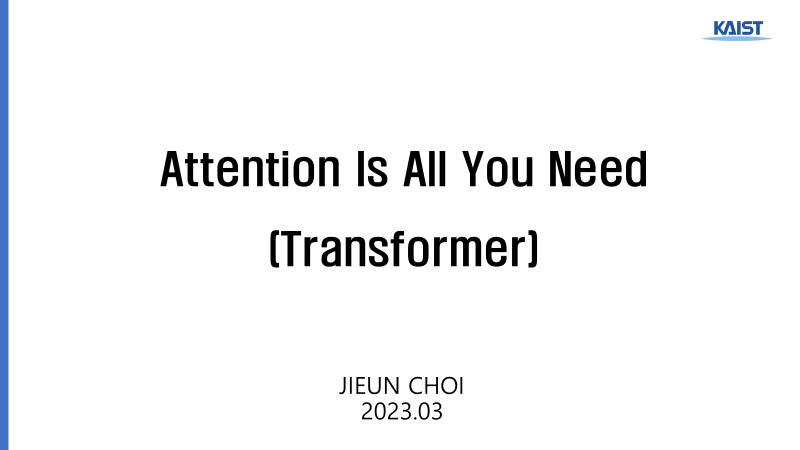 KAIST
Attention Is All You Need
(Transformer)
JIEUN CHOI
2023.03